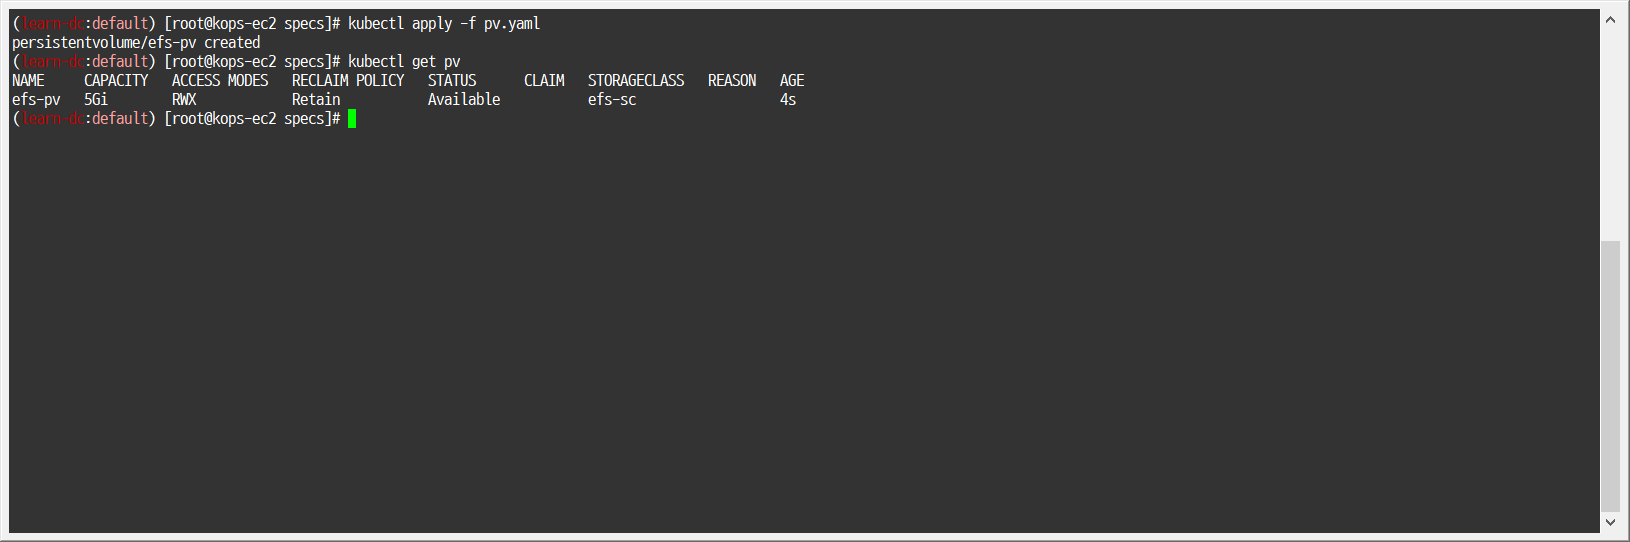 (learn-dc:default) [root@kops-ec2 specs]# kubectl apply -f pv.yaml
persistentvolume/efs-pv created
(learn-dc:default) [root@kops-ec2 specs]# kubectl get pv
NAME     CAPACITY   ACCESS MODES   RECLAIM POLICY   STATUS      CLAIM   STORAGECLASS   REASON   AGE
efs-pv   5Gi        RWX            Retain           Available           efs-sc                  4s
(learn-dc:default) [root@kops-ec2 specs]#